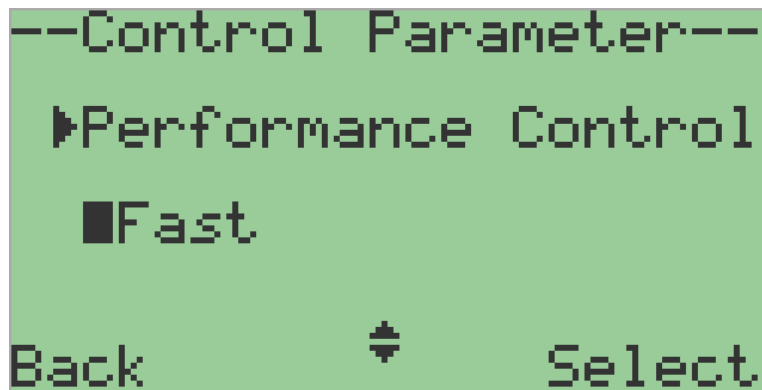 --Control Parameter--
Performance Control
Fast
Back Select